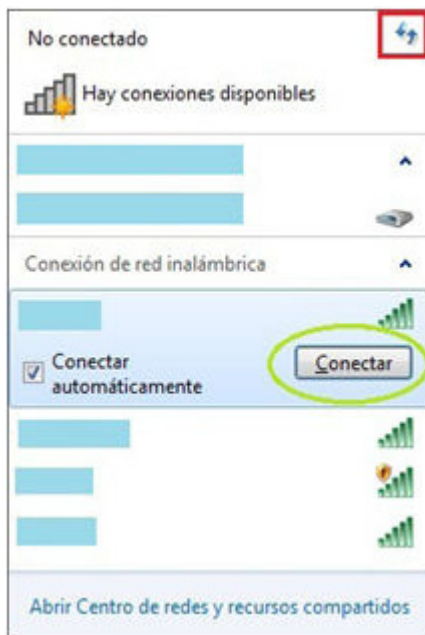 No conectado
Hay conexiones disponibles
Conexión de red inalámbrica
Conectar
automáticamente
Conectar
Abrir Centro de redes y recursos compartidos